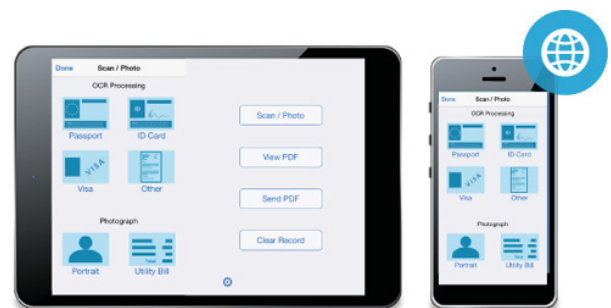 Done Scan / Photo
OCR Processing
Passport ID Card
Visa Other
Photograph
Portrait Utility Bill
Scan / Photo
View PDF
Send PDF
Clear Record
Done Scan / Photo
OCR Processing
Passport ID Card
Visa Other
Photograph
Portrait Utility Bill